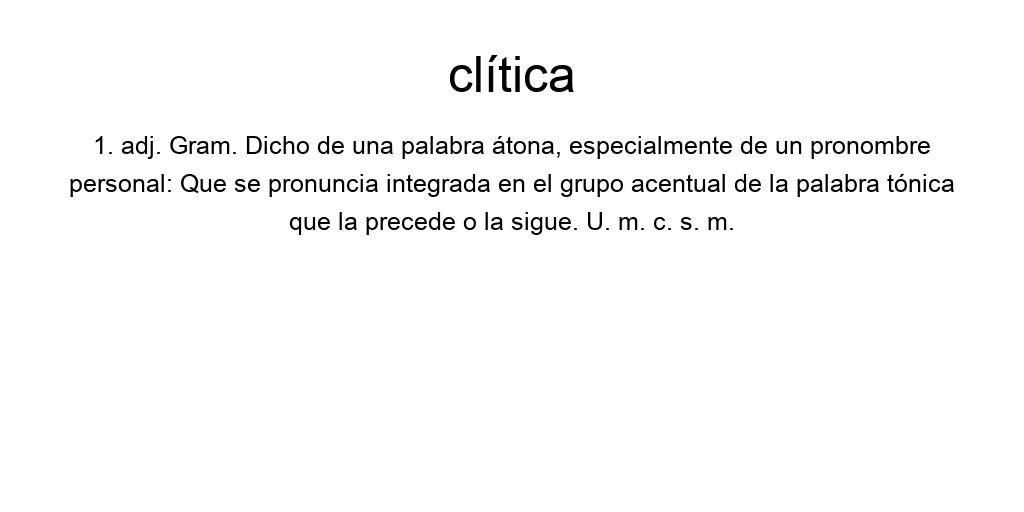 clítica
1. adj. Gram. Dicho de una palabra átona, especialmente de un pronombre
personal: Que se pronuncia integrada en el grupo acentual de la palabra tónica
que la precede o la sigue. U. m. c. s. m.